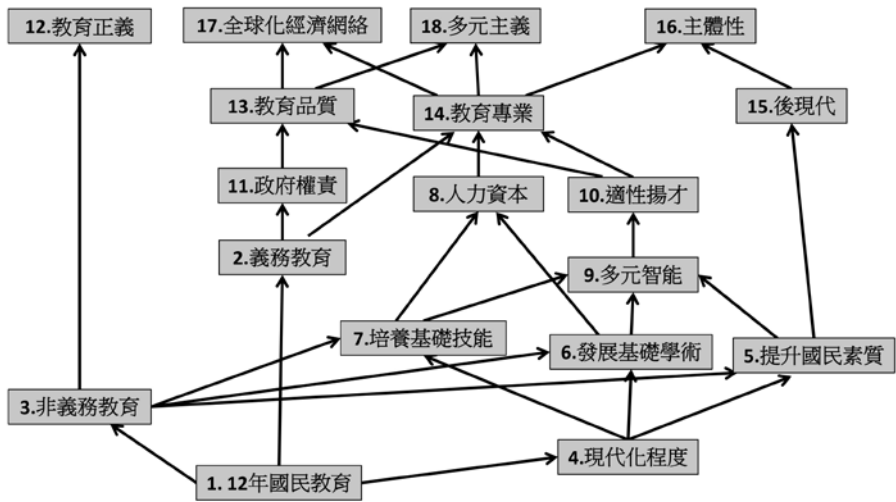 12.教育正義
17.全球化經濟網絡
18.多元主義
16.主體性
13.教育品質
14.教育專業
15.後現代
11.政府權責
8.人力資本
10.適性揚才
2.義務教育
9.多元智能
7.培養基礎技能
6.發展基礎學術
5.提升國民素質
3.非義務教育
4.現代化程度
1. 12年國民教育